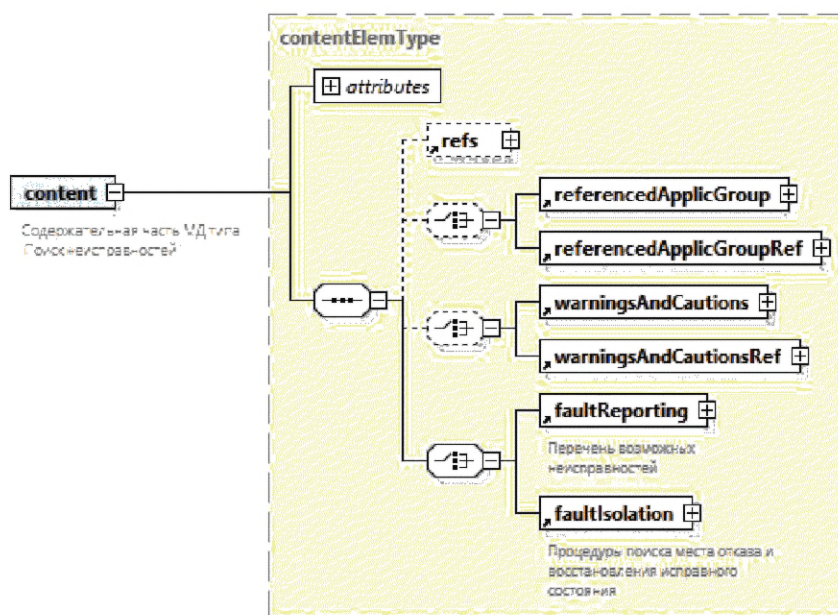 contentElemType
attributes
refs
referencedApplicGroup
content
Содержательная часть МД типа
Поиск неисправностей
referencedApplicGroupRef
warningsAndCautions
warningsAndCautionsRef
faultReporting
Перечень возможных
неисправностей
faultIsolation
Процедуры поиска места отказа и
восстановления исправного
состояния